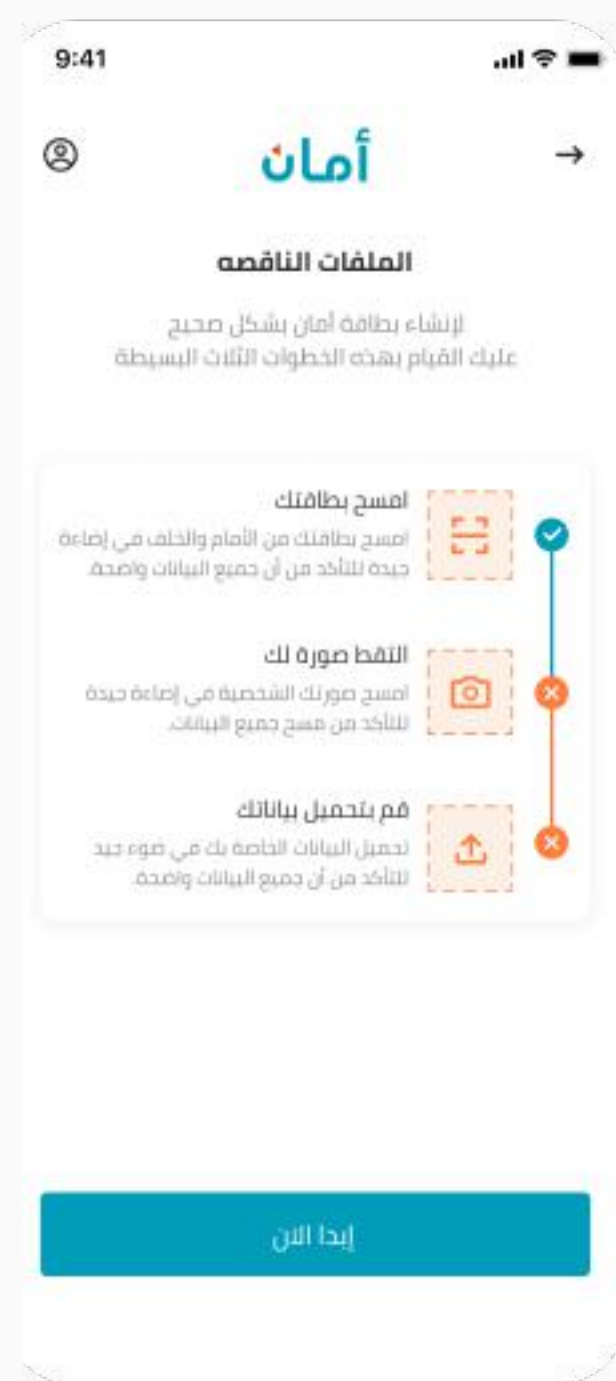 9:41
أمان
الملفات الناقصه
لإنشاء بطاقة أمان بشكل صحيح
عليك القيام بهذه الخطوات الثلاث البسيطة
امسح بطاقتك
امسح بطاقتك من الأمام والخلف في إضاءة
جيدة للتأكد من أن جميع البيانات واضحة.
التقط صورة لك
امسح صورتك الشخصية في إضاءة جيدة
للتأكد من مسح جميع البيانات.
قم بتحميل بياناتك
تحميل البيانات الخاصة بك في ضوء جيد
للتأكد من أن جميع البيانات واضحة.
إبدا الان